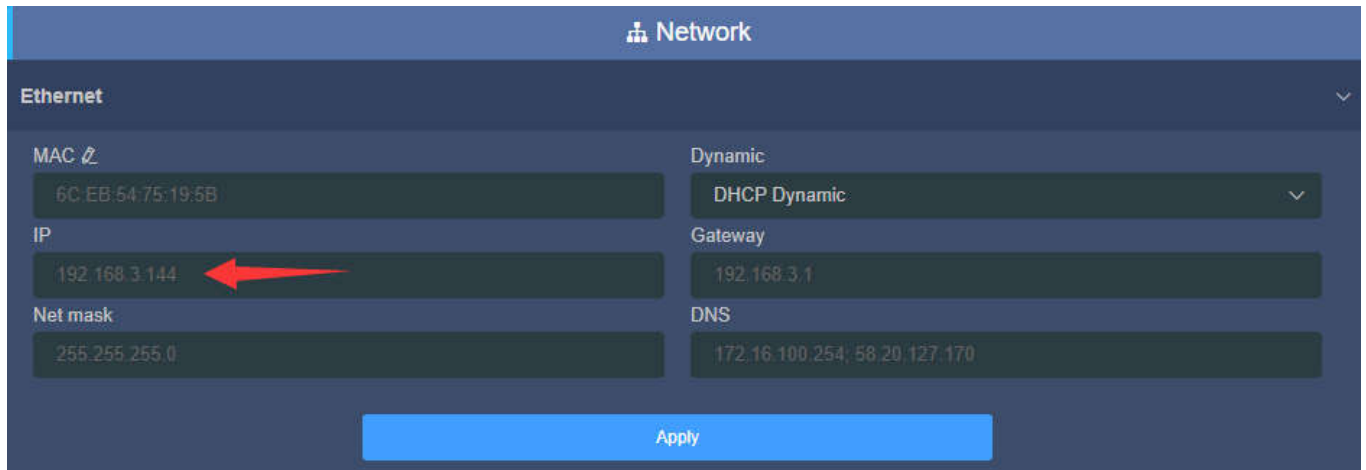 Network
Ethernet
MAC
Dynamic
6C:EB:54:75:19:5B
DHCP Dynamic
IP
Gateway
192.168.3.144
192.168.3.1
Net mask
DNS
255.255.255.0
172.16.100.254; 58.20.127.170
Apply